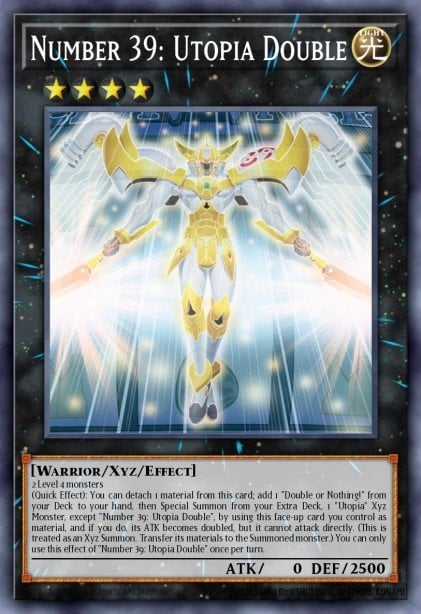 Number 39: Utopia Double
LIGHT
光
39
[Warrior/Xyz/Effect]
2 Level 4 monsters
(Quick Effect): You can detach 1 material from this card; add 1 "Double or Nothing!" from
your Deck to your hand, then Special Summon from your Extra Deck, 1 "Utopia" Xyz
Monster, except "Number 39: Utopia Double", by using this face-up card you control as
material, and if you do, its ATK becomes doubled, but it cannot attack directly. (This is
treated as an Xyz Summon. Transfer its materials to the Summoned monster.) You can only
use this effect of "Number 39: Utopia Double" once per turn.
ATK/ 0 DEF/2500